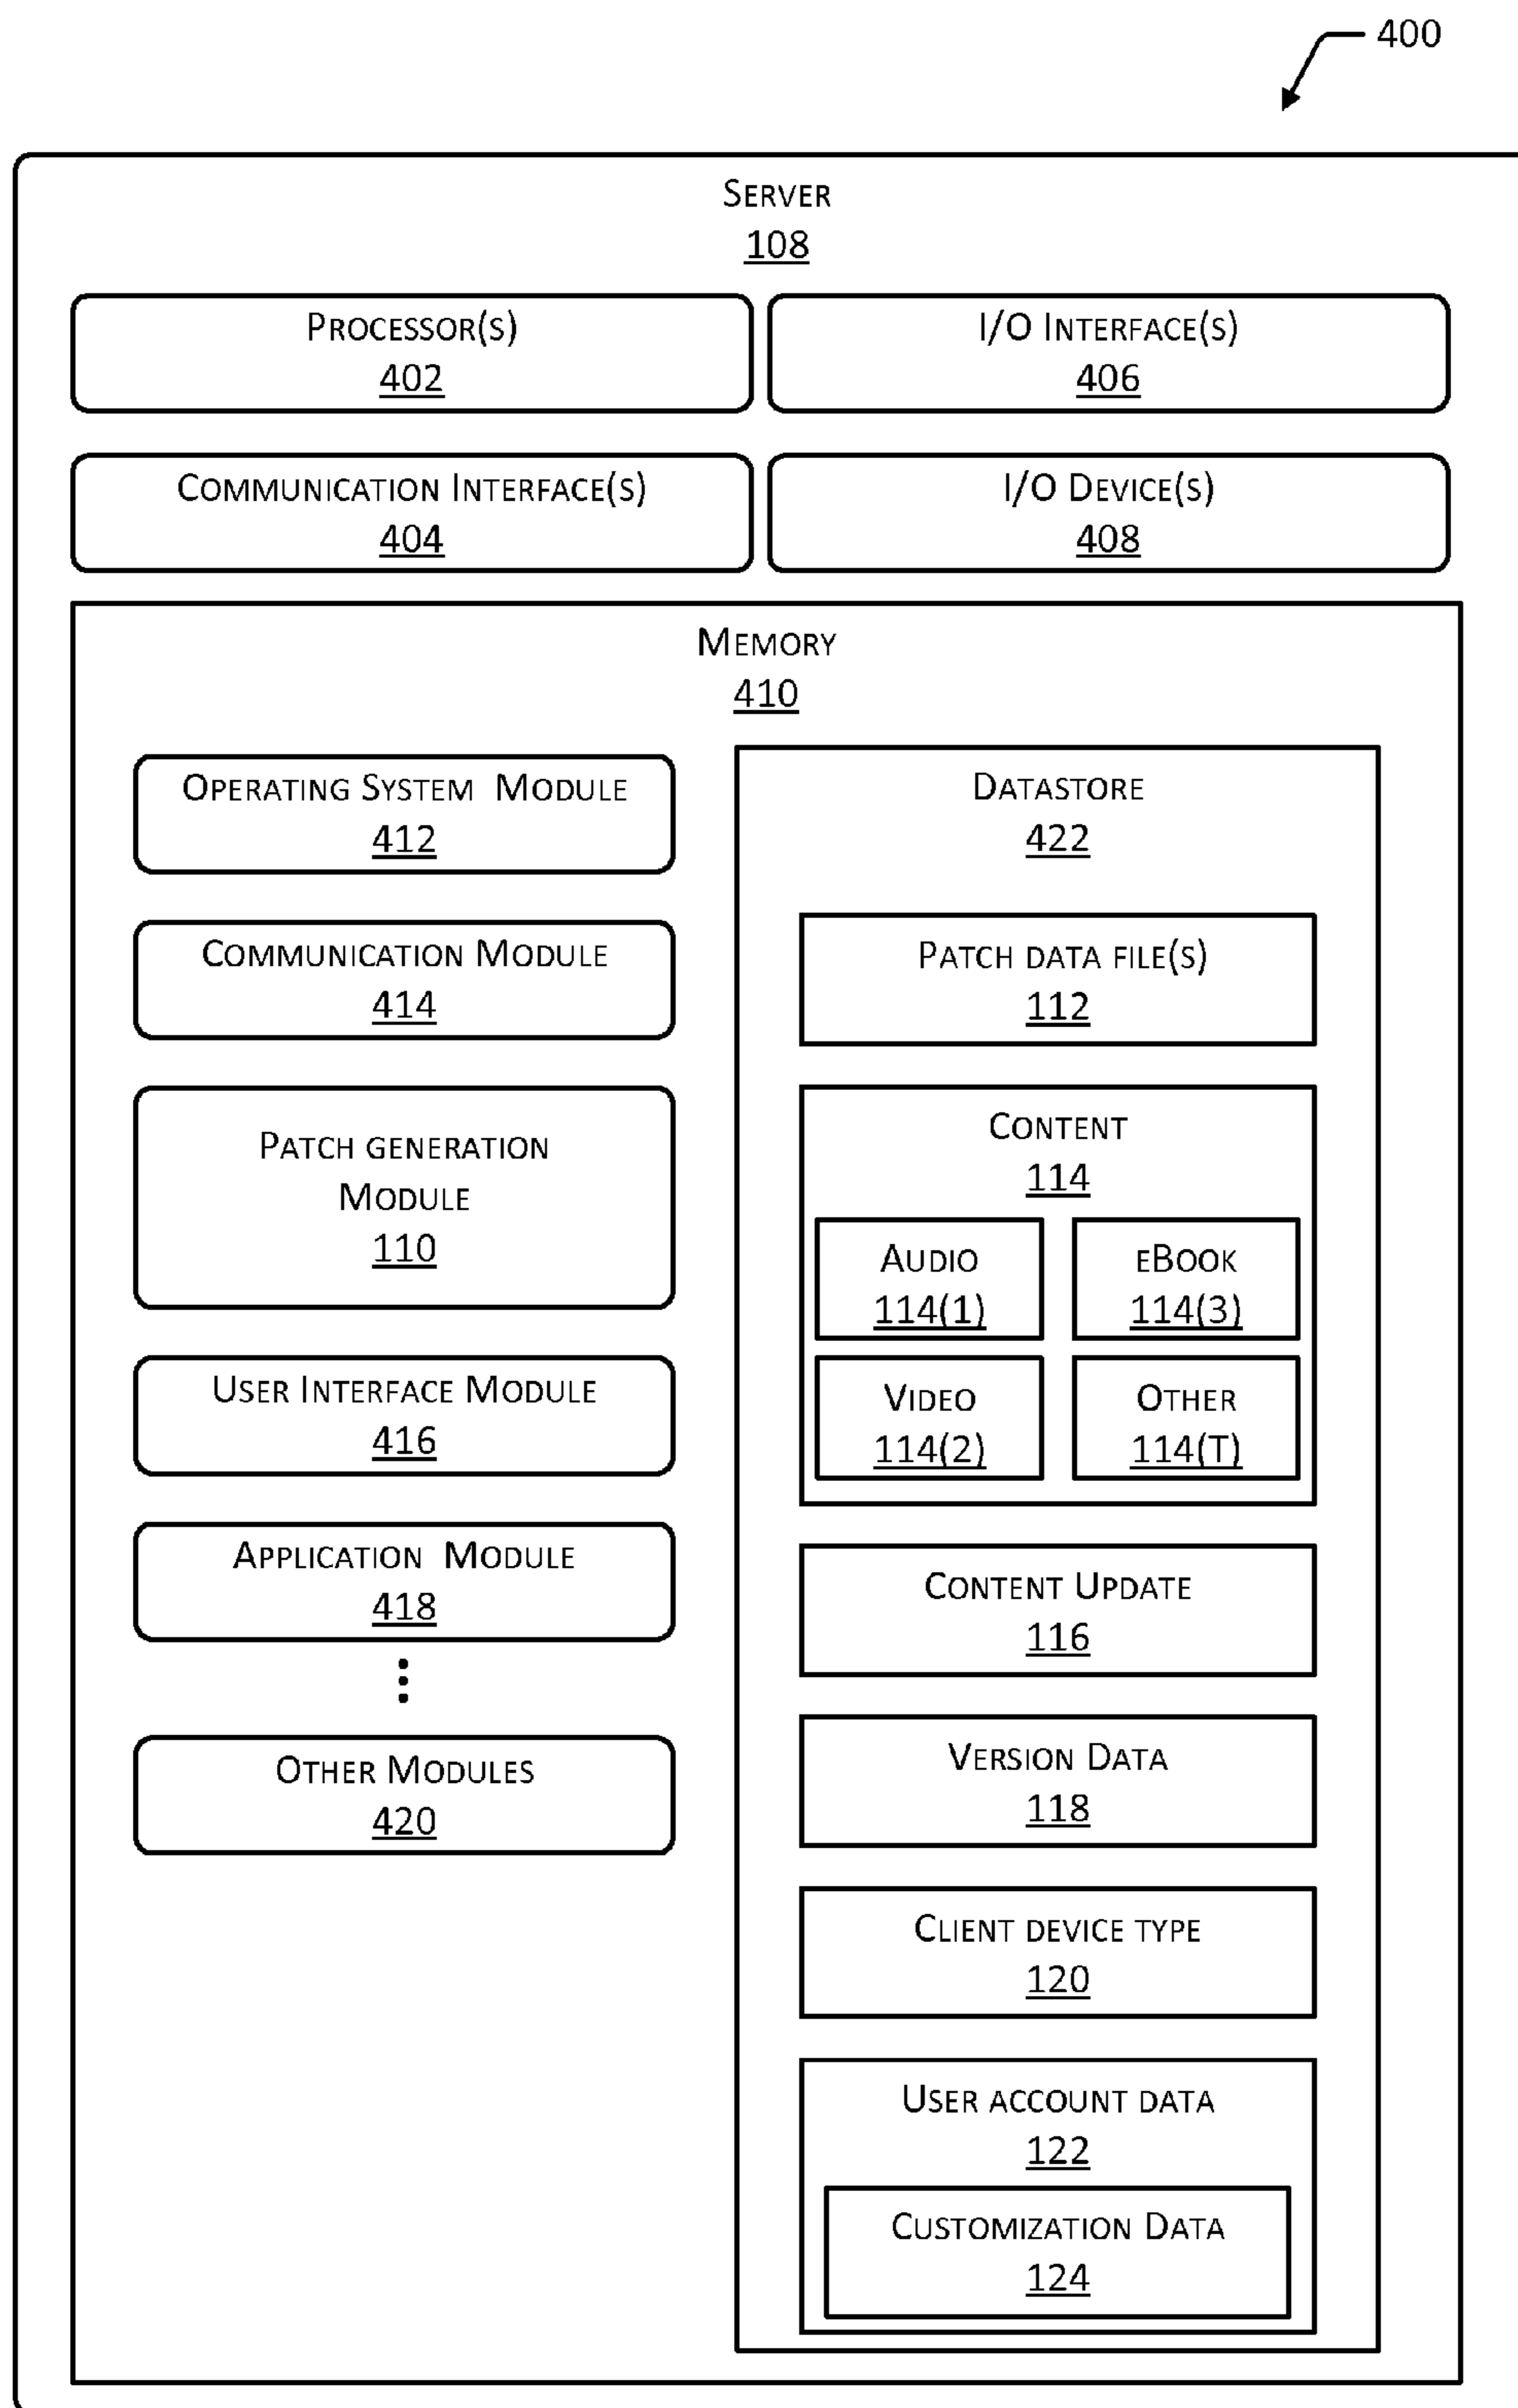 400
Server
108
Processor(s)
402
I/O Interface(s)
406
Communication Interface(s)
404
I/O Device(s)
408
Memory
410
Operating System Module
412
Communication Module
414
Patch generation
Module
110
User Interface Module
416
Application Module
418
Other Modules
420
Datastore
422
Patch data file(s)
112
Content
114
Audio
114(1)
eBook
114(3)
Video
114(2)
Other
114(T)
Content Update
116
Version Data
118
Client device type
120
User account data
122
Customization Data
124